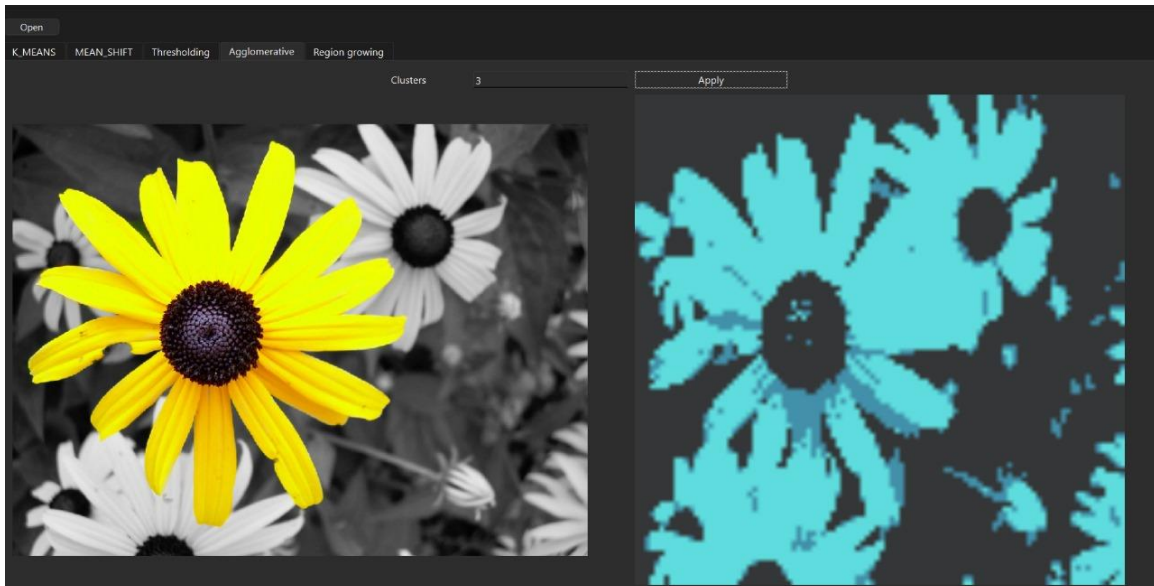 Open
K_MEANS MEAN_SHIFT Thresholding Agglomerative Region growing
Clusters 3 Apply